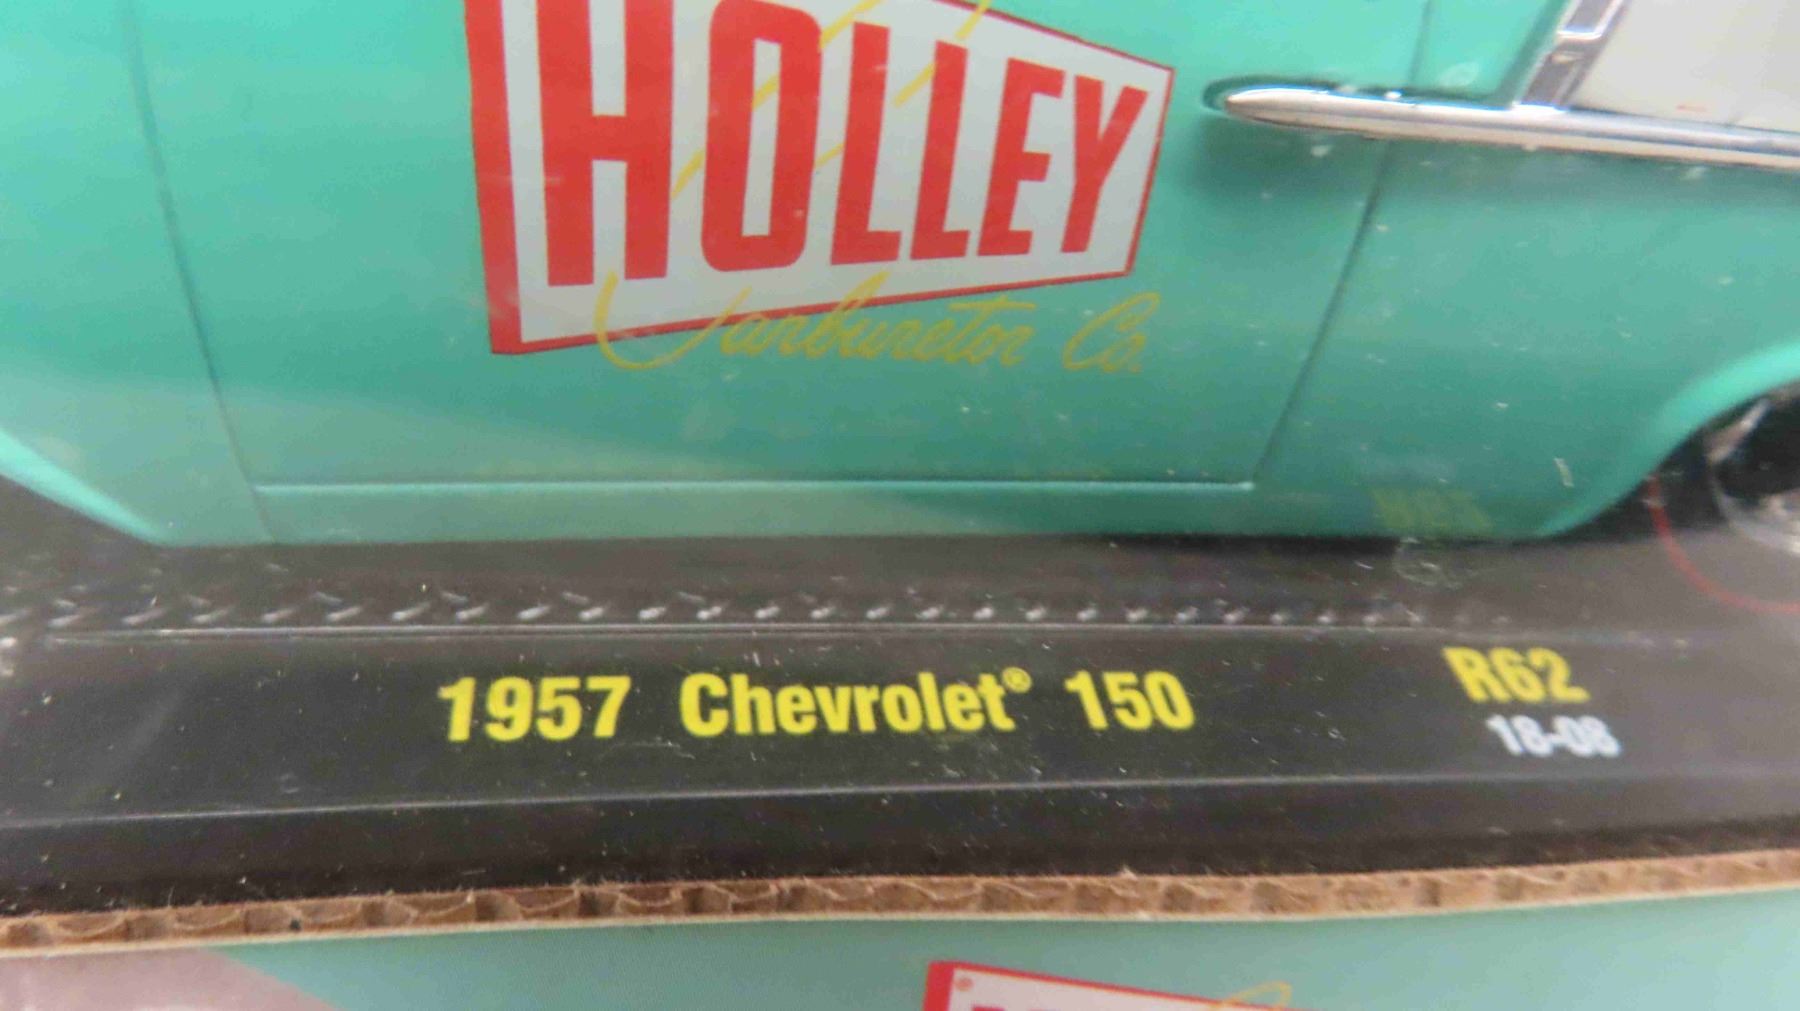 HOLLEY
Carburetor Co.
1957 Chevrolet® 150
R62
18-08